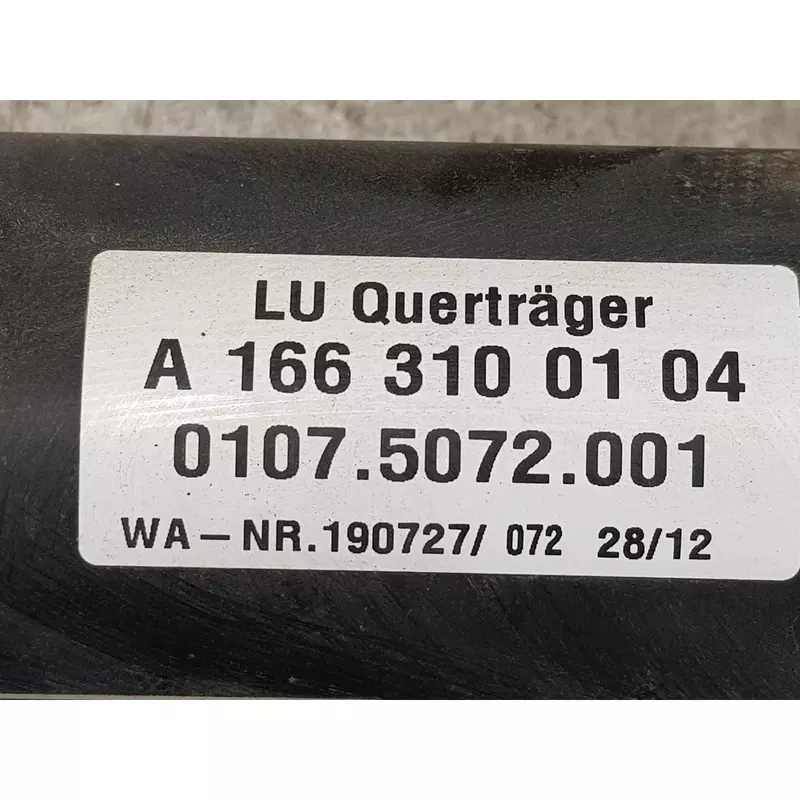 LU Querträger
A 166 310 01 04
0107.5072.001
WA-NR.190727/ 072 28/12